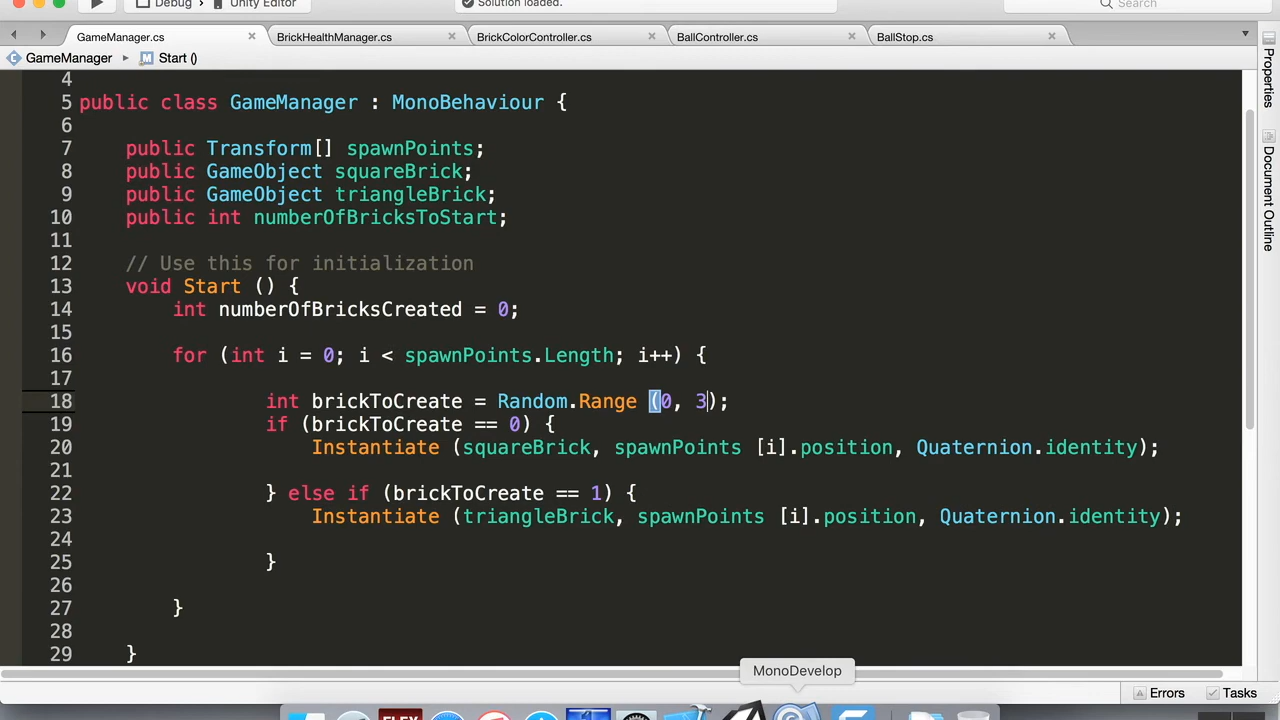 Debug
Unity Editor
Solution loaded.
Search
GameManager.cs
BrickHealthManager.cs
BrickColorController.cs
BallController.cs
BallStop.cs
GameManager
Start ()
4
5 public class GameManager : MonoBehaviour {
6
7 public Transform[] spawnPoints;
8 public GameObject squareBrick;
9 public GameObject triangleBrick;
10 public int numberOfBricksToStart;
11
12 // Use this for initialization
13 void Start () {
14 int numberOfBricksCreated = 0;
15
16 for (int i = 0; i < spawnPoints.Length; i++) {
17
18 int brickToCreate = Random.Range (0, 3);
19 if (brickToCreate == 0) {
20 Instantiate (squareBrick, spawnPoints [i].position, Quaternion.identity);
21
22 } else if (brickToCreate == 1) {
23 Instantiate (triangleBrick, spawnPoints [i].position, Quaternion.identity);
24
25 }
26
27 }
28
29 }
Properties
Document Outline
MonoDevelop
Errors
Tasks
FLEX